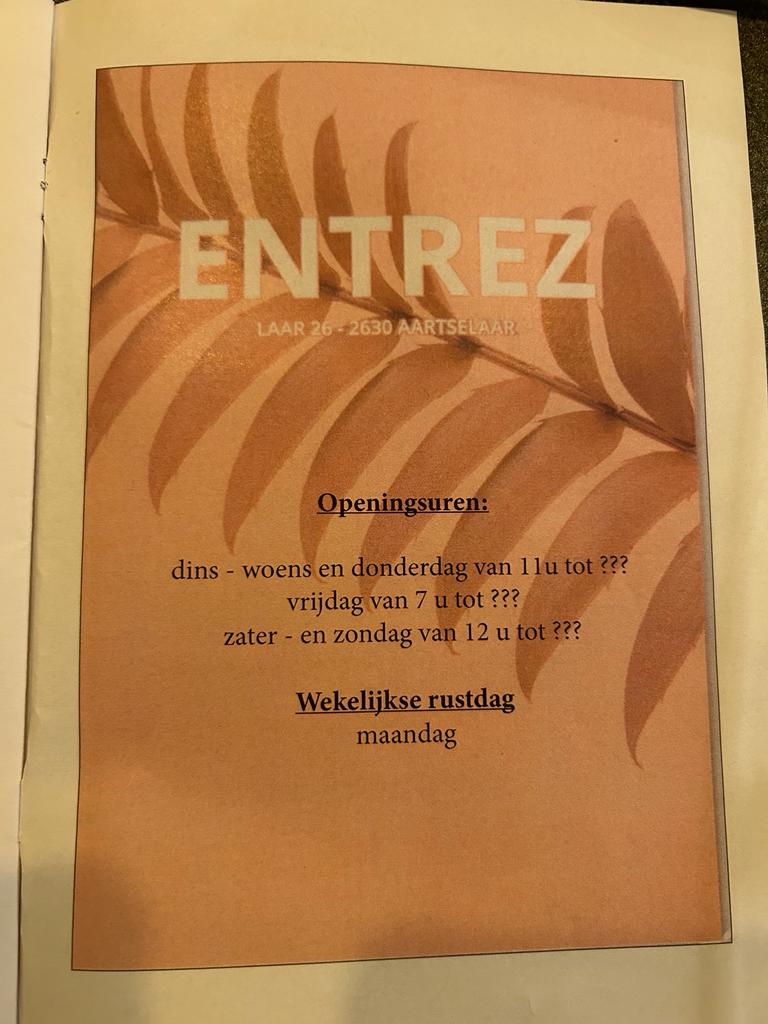 ENTREZ
LAAR 26 - 2630 AARTSELAAR
Openingsuren:
dins - woens en donderdag van 11u tot ???
vrijdag van 7 u tot ???
zater - en zondag van 12 u tot ???
Wekelijkse rustdag
maandag